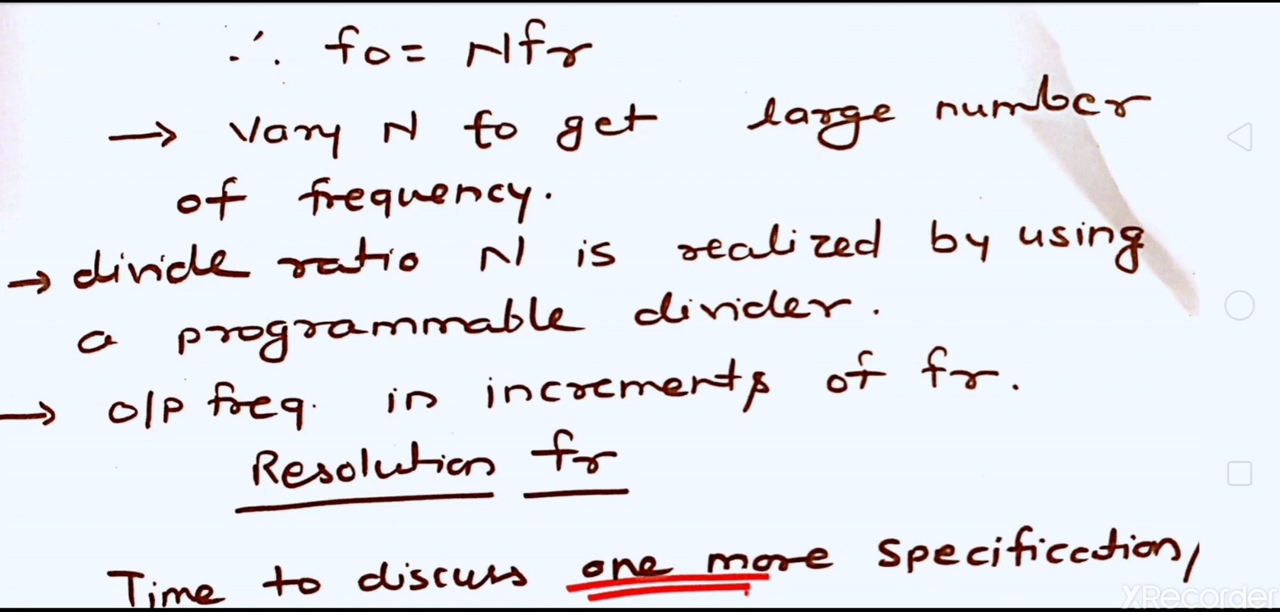 ∴ fo = Nfr
→ Vary N to get large number
of frequency.
→ divide ratio N is realized by using
a programmable divider.
→ O/P freq. in increments of fr.
Resolution fr
Time to discuss one more specification,
XRecorder